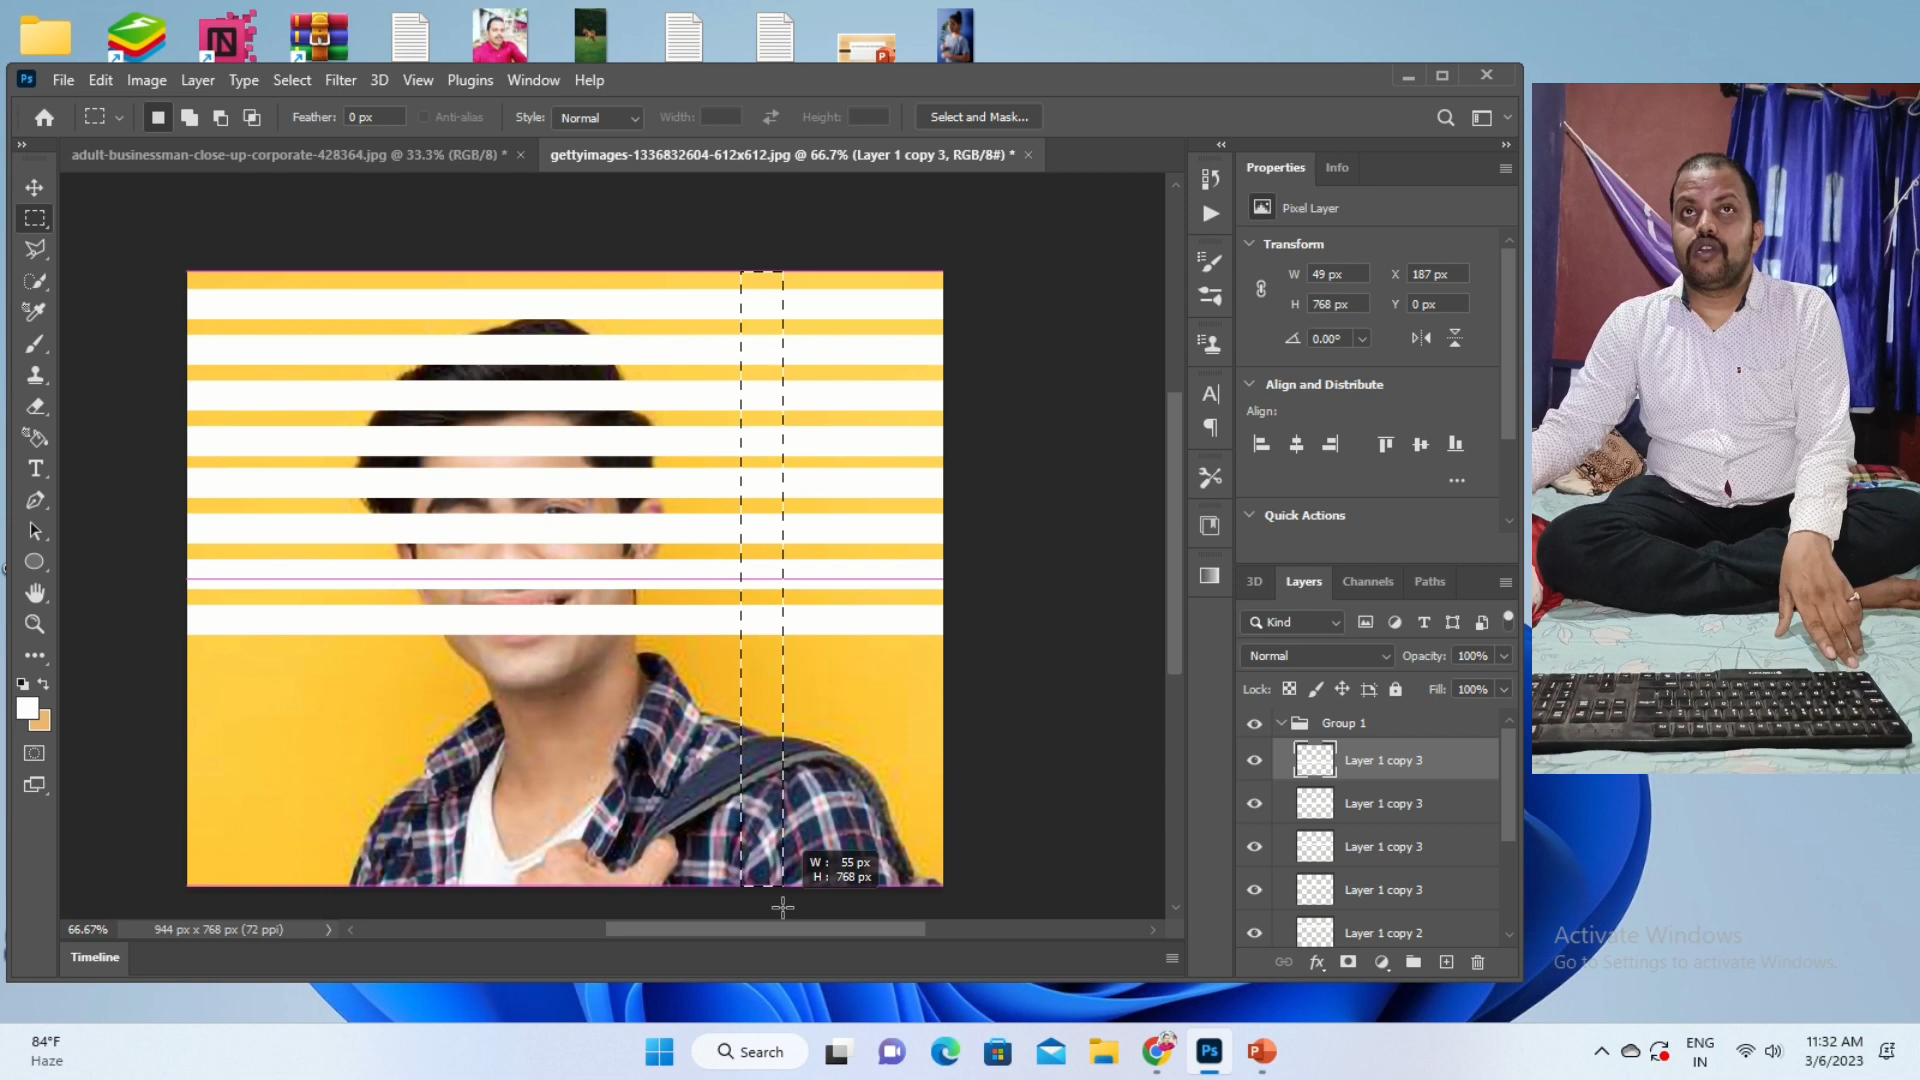 Ps File Edit Image Layer Type Select Filter 3D View Plugins Window Help
Feather: 0 px Anti-alias Style: Normal Width: Height: Select and Mask...
adult-businessman-close-up-corporate-428364.jpg @ 33.3% (RGB/8) * gettyimages-1336832604-612x612.jpg @ 66.7% (Layer 1 copy 3, RGB/8#) *
Properties Info
Pixel Layer
Transform
W 49 px X 187 px
H 768 px Y 0 px
0.00°
Align and Distribute
Align:
Quick Actions
3D Layers Channels Paths
Kind
Normal Opacity: 100%
Lock: Fill: 100%
Group 1
Layer 1 copy 3
Layer 1 copy 3
Layer 1 copy 3
Layer 1 copy 3
Layer 1 copy 2
W : 55 px
H : 768 px
66.67% 944 px x 768 px (72 ppi)
Timeline
Activate Windows
Go to Settings to activate Windows.
84°F
Haze
Search
Ps
ENG
IN
11:32 AM
3/6/2023